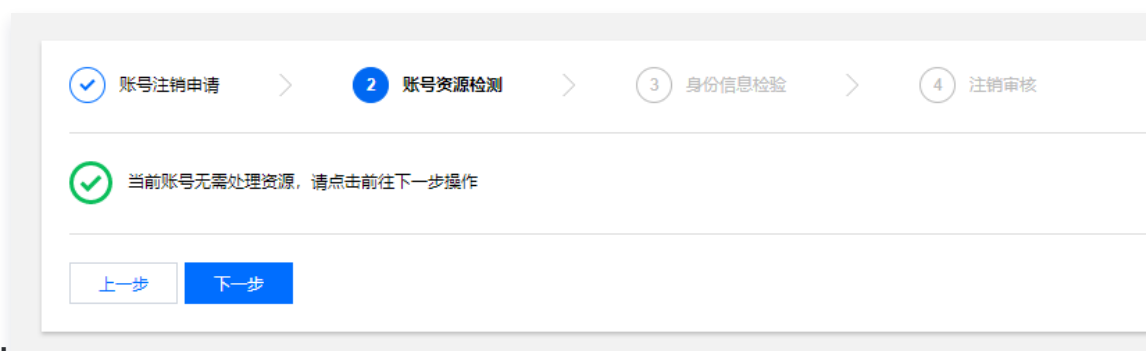 账号注销申请 2 账号资源检测 3 身份信息检验 4 注销审核
当前账号无需处理资源，请点击前往下一步操作
上一步 下一步